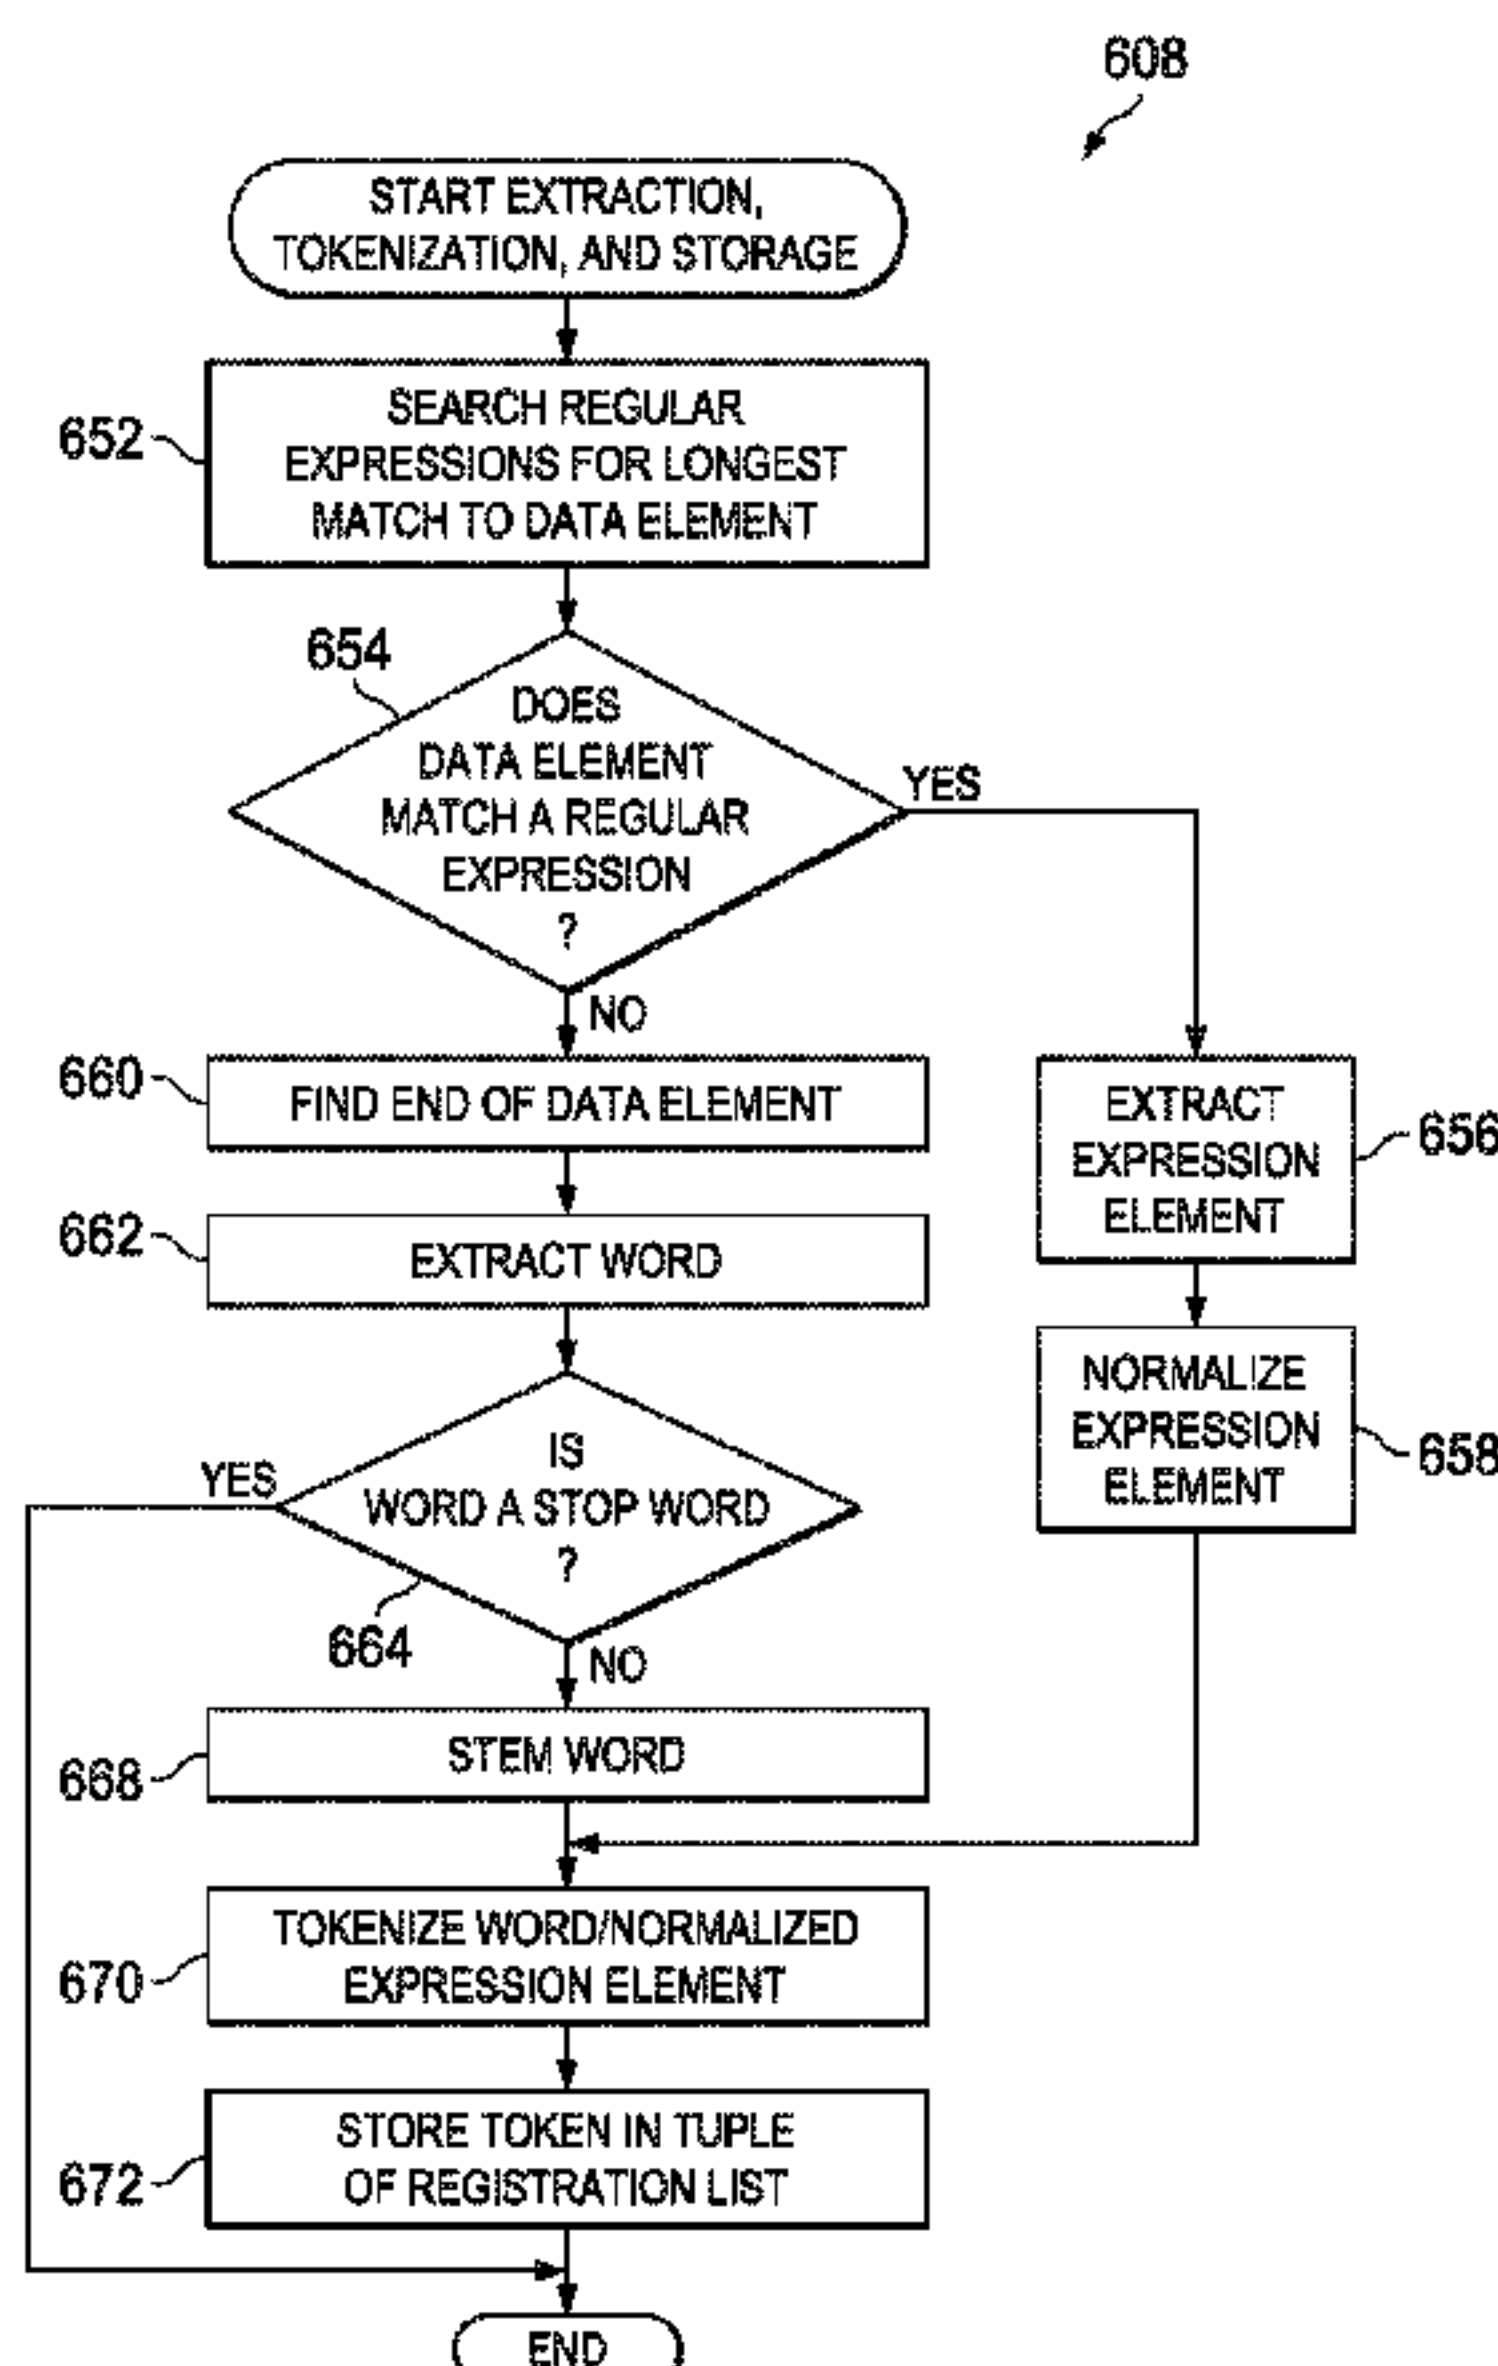 608
START EXTRACTION,
TOKENIZATION, AND STORAGE
652
SEARCH REGULAR
EXPRESSIONS FOR LONGEST
MATCH TO DATA ELEMENT
654
DOES
DATA ELEMENT
MATCH A REGULAR
EXPRESSION
?
YES
NO
660
FIND END OF DATA ELEMENT
EXTRACT
EXPRESSION
ELEMENT
656
662
EXTRACT WORD
NORMALIZE
EXPRESSION
ELEMENT
658
IS
WORD A STOP WORD
?
YES
664
NO
668
STEM WORD
670
TOKENIZE WORD/NORMALIZED
EXPRESSION ELEMENT
672
STORE TOKEN IN TUPLE
OF REGISTRATION LIST
END